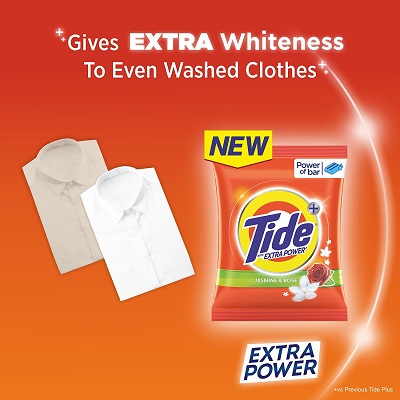 +Gives EXTRA Whiteness
To Even Washed Clothes+
NEW
Power
of bar
Tide+
WITH EXTRA POWER
JASMINE & ROSE
EXTRA
POWER
+vs Previous Tide Plus